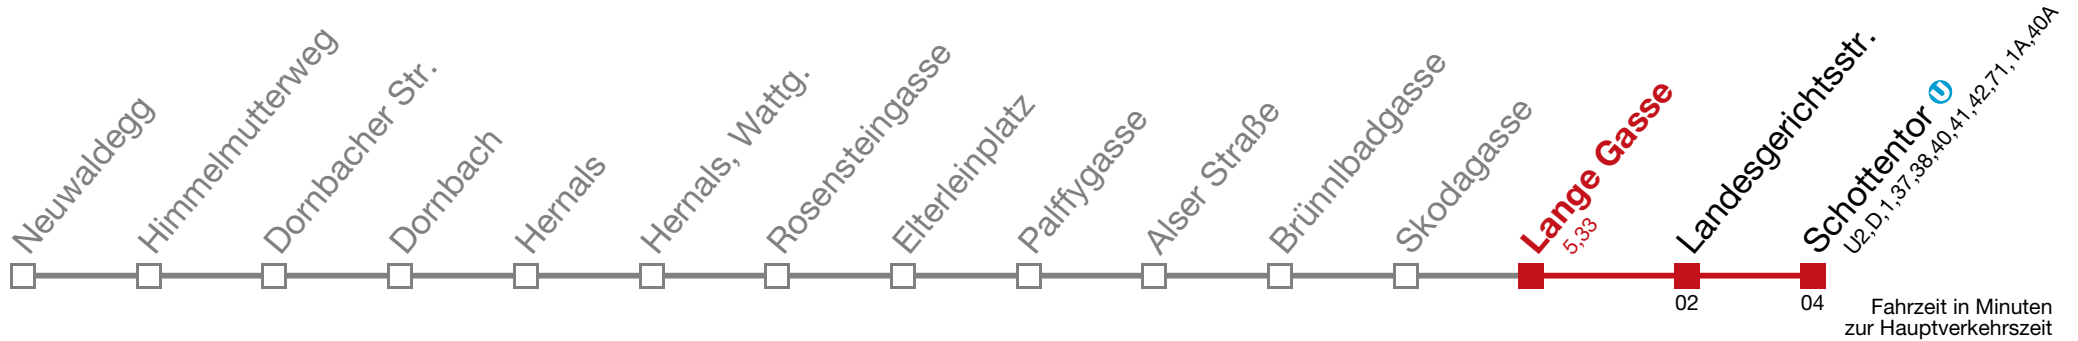 Neuwaldegg
Himmelmutterweg
Dornbacher Str.
Dornbach
Hernals
Hernals, Wattg.
Rosensteingasse
Elterleinplatz
Palffygasse
Alser Straße
Brünnlbadgasse
Skodagasse
Lange Gasse
5,33
Landesgerichtsstr.
Schottentor U
U2,D,1,37,38,40,41,42,71,1A,40A
02
04
Fahrzeit in Minuten
zur Hauptverkehrszeit